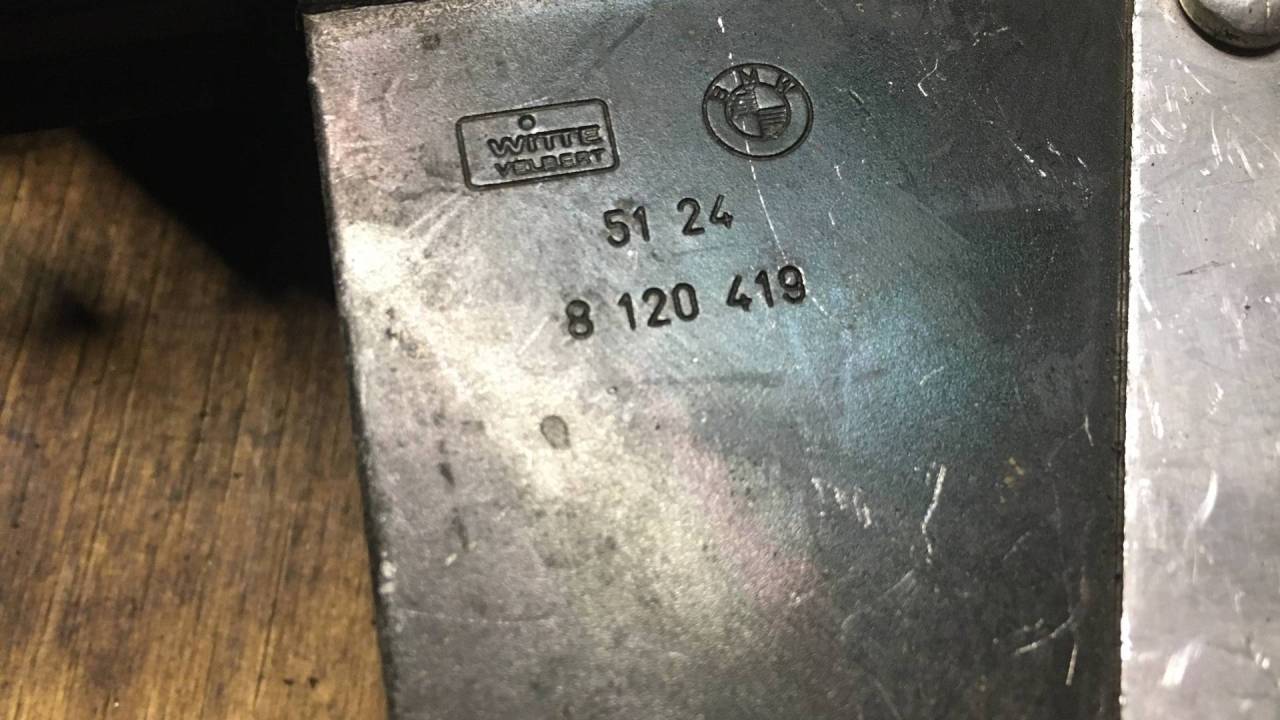 BMW
WITTE
VELBERT
51 24
8 120 419